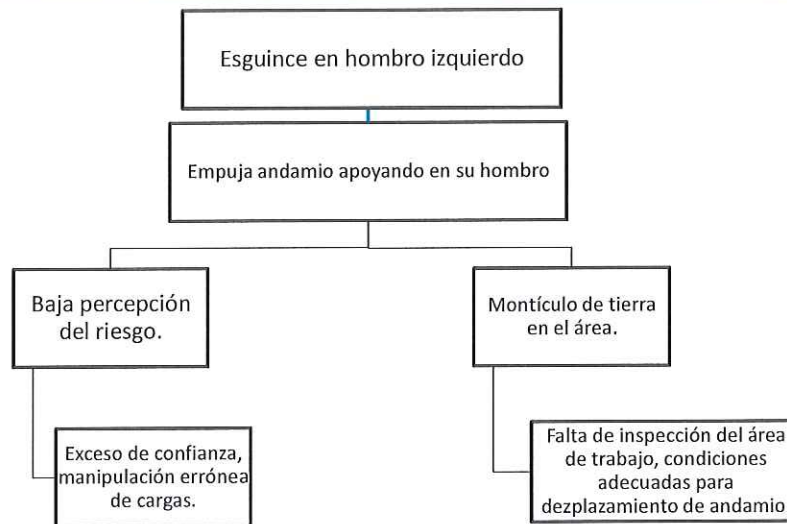 Esguince en hombro izquierdo
Empuja andamio apoyando en su hombro
Baja percepción
del riesgo.
Montículo de tierra
en el área.
Exceso de confianza,
manipulación errónea
de cargas.
Falta de inspección del área
de trabajo, condiciones
adecuadas para
dezplazamiento de andamio